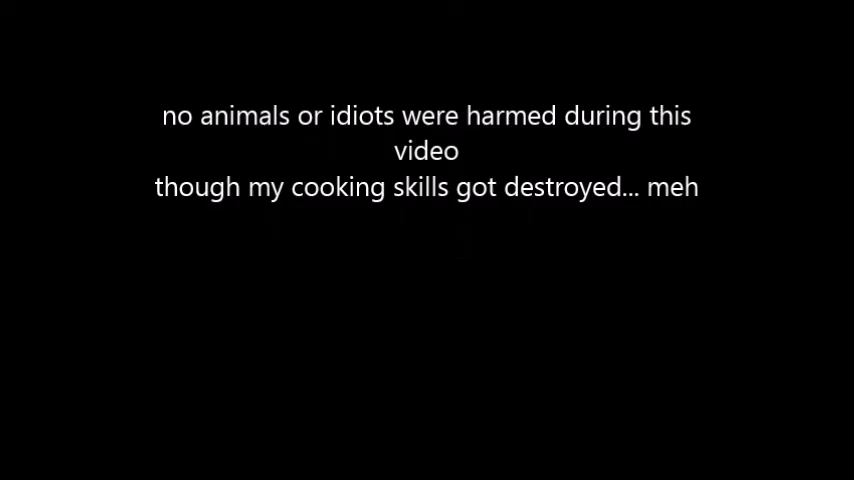 no animals or idiots were harmed during this
video
though my cooking skills got destroyed... meh